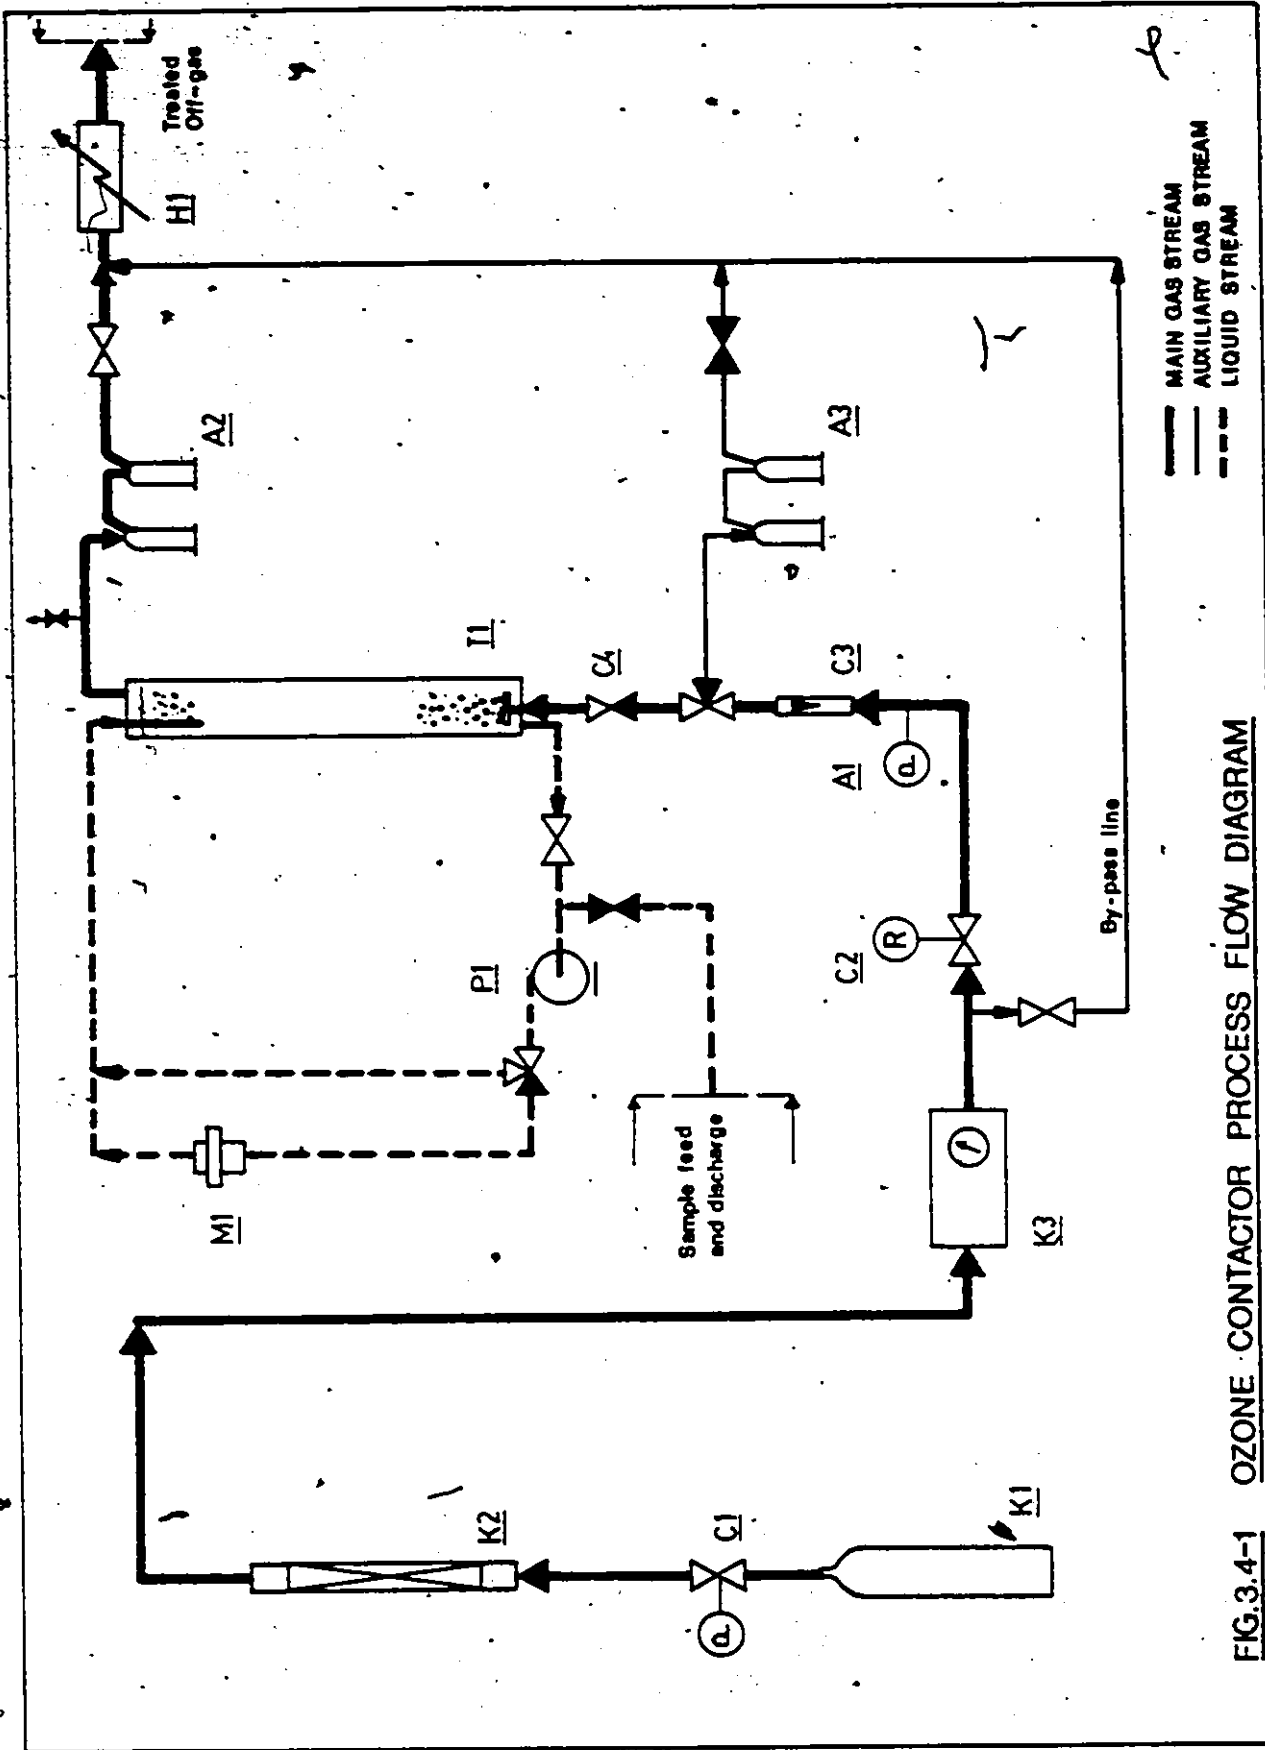 Treated
Off-gas
H1
A2
A3
T1
C4
C3
A1
C2
R
P1
M1
Sample feed
and discharge
By-pass line
K3
K2
C1
K1
MAIN GAS STREAM
AUXILIARY GAS STREAM
LIQUID STREAM
FIG.3.4-1 OZONE CONTACTOR PROCESS FLOW DIAGRAM